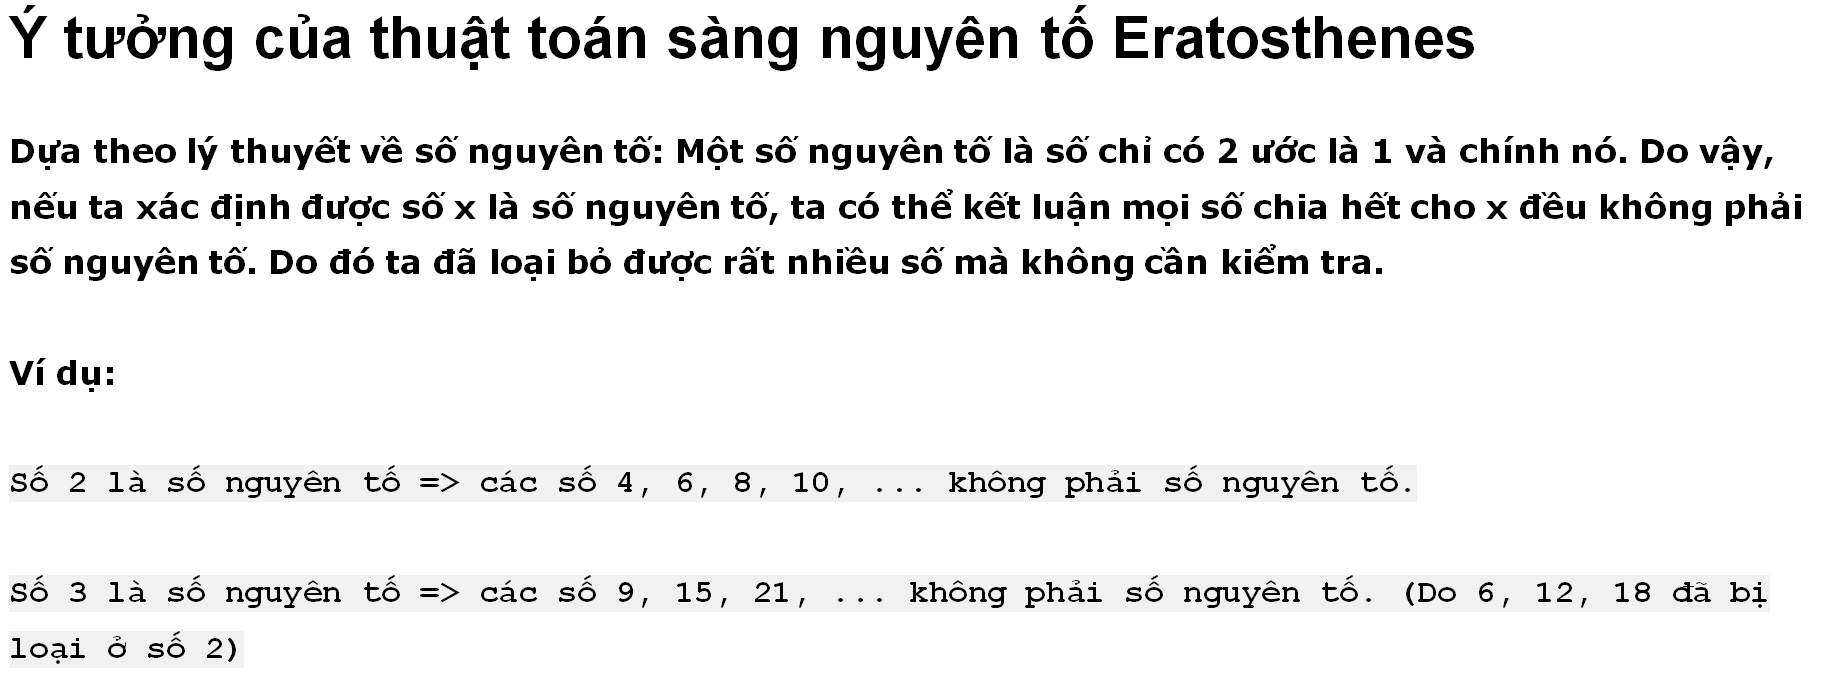 Ý tưởng của thuật toán sàng nguyên tố Eratosthenes
Dựa theo lý thuyết về số nguyên tố: Một số nguyên tố là số chỉ có 2 ước là 1 và chính nó. Do vậy,
nếu ta xác định được số x là số nguyên tố, ta có thể kết luận mọi số chia hết cho x đều không phải
số nguyên tố. Do đó ta đã loại bỏ được rất nhiều số mà không cần kiểm tra.
Ví dụ:
Số 2 là số nguyên tố => các số 4, 6, 8, 10, ... không phải số nguyên tố.
Số 3 là số nguyên tố => các số 9, 15, 21, ... không phải số nguyên tố. (Do 6, 12, 18 đã bị
loại ở số 2)